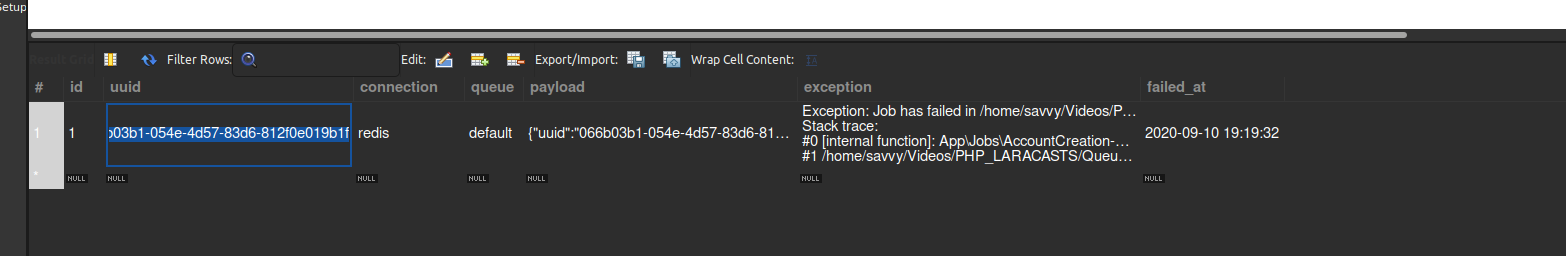 Setup
Result Grid Filter Rows: Edit: Export/Import: Wrap Cell Content:
# id uuid connection queue payload exception failed_at
1 1 b03b1-054e-4d57-83d6-812f0e019b1f redis default {"uuid":"066b03b1-054e-4d57-83d6-81… Exception: Job has failed in /home/savvy/Videos/P… 2020-09-10 19:19:32
Stack trace:
#0 [internal function]: App\Jobs\AccountCreation-…
#1 /home/savvy/Videos/PHP_LARACASTS/Queu…
* NULL NULL NULL NULL NULL NULL NULL